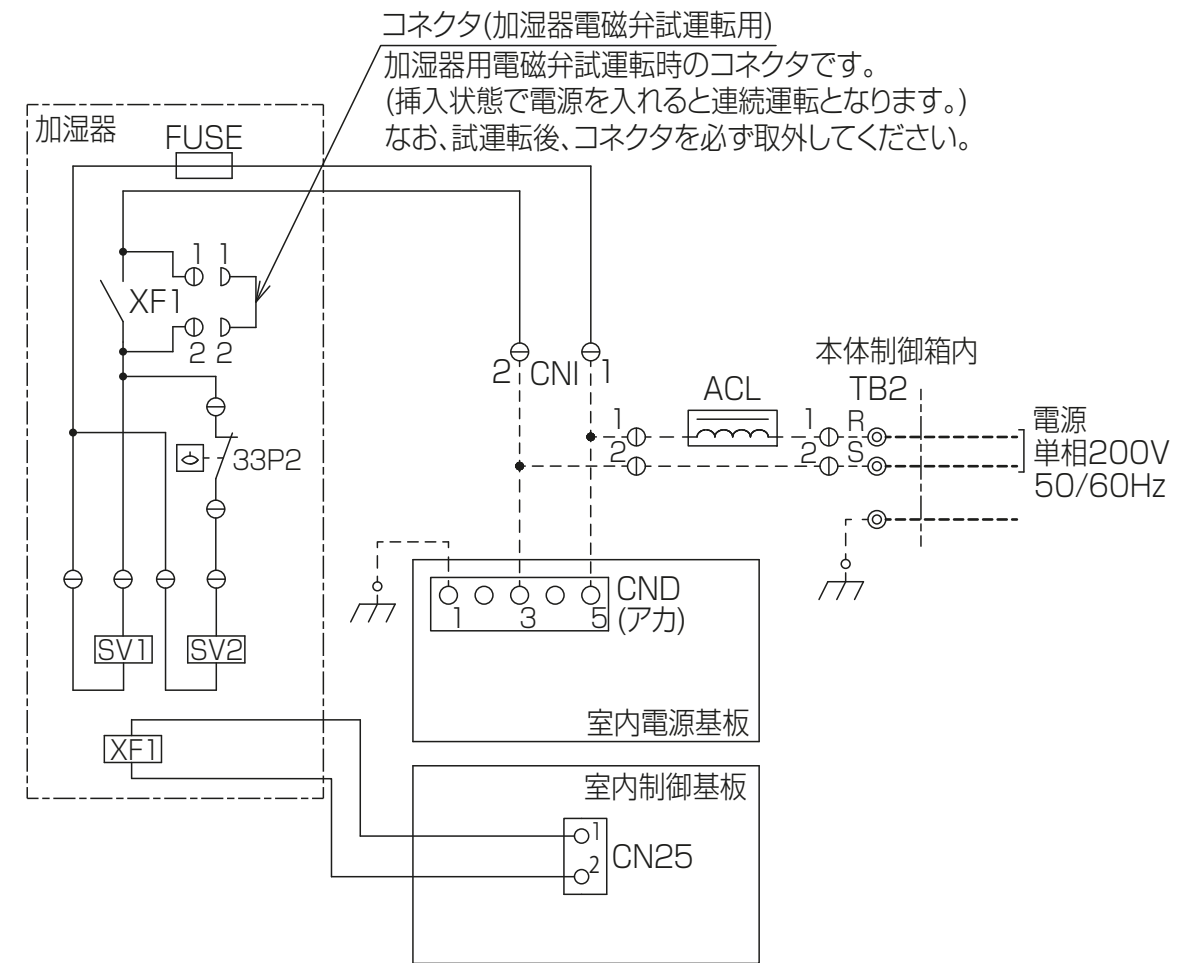 コネクタ(加湿器電磁弁試運転用)
加湿器用電磁弁試運転時のコネクタです。
(挿入状態で電源を入れると連続運転となります。)
なお、試運転後、コネクタを必ず取外してください。
加湿器
FUSE
1 1
XF1
2 2
33P2
SV1
SV2
XF1
2 CNI 1
本体制御箱内
ACL
TB2
1
1
R
2
2
S
電源
単相200V
50/60Hz
CND
(アカ)
1
3
5
室内電源基板
室内制御基板
1
2
CN25